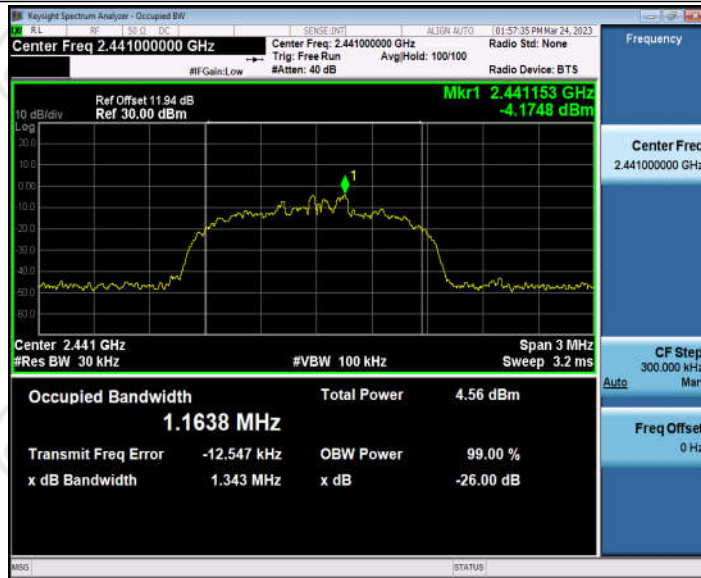 Keysight Spectrum Analyzer - Occupied BW
RL RF 50 Ω DC SENSE:INT ALIGN AUTO 01:57:35 PM Mar 24, 2023
Center Freq 2.441000000 GHz
Center Freq: 2.441000000 GHz
Radio Std: None
Trig: Free Run Avg|Hold: 100/100
#IFGain:Low #Atten: 40 dB Radio Device: BTS
Frequency
Ref Offset 11.94 dB
Mkr1 2.441153 GHz
10 dB/div Ref 30.00 dBm -4.1748 dBm
Log
20.0
10.0
0.00
-10.0
-20.0
-30.0
-40.0
-50.0
-60.0
1
Center 2.441 GHz Span 3 MHz
#Res BW 30 kHz #VBW 100 kHz Sweep 3.2 ms
Occupied Bandwidth Total Power 4.56 dBm
1.1638 MHz
Transmit Freq Error -12.547 kHz OBW Power 99.00 %
x dB Bandwidth 1.343 MHz x dB -26.00 dB
Center Freq
2.441000000 GHz
CF Step
300.000 kHz
Auto Man
Freq Offset
0 Hz
MSG STATUS